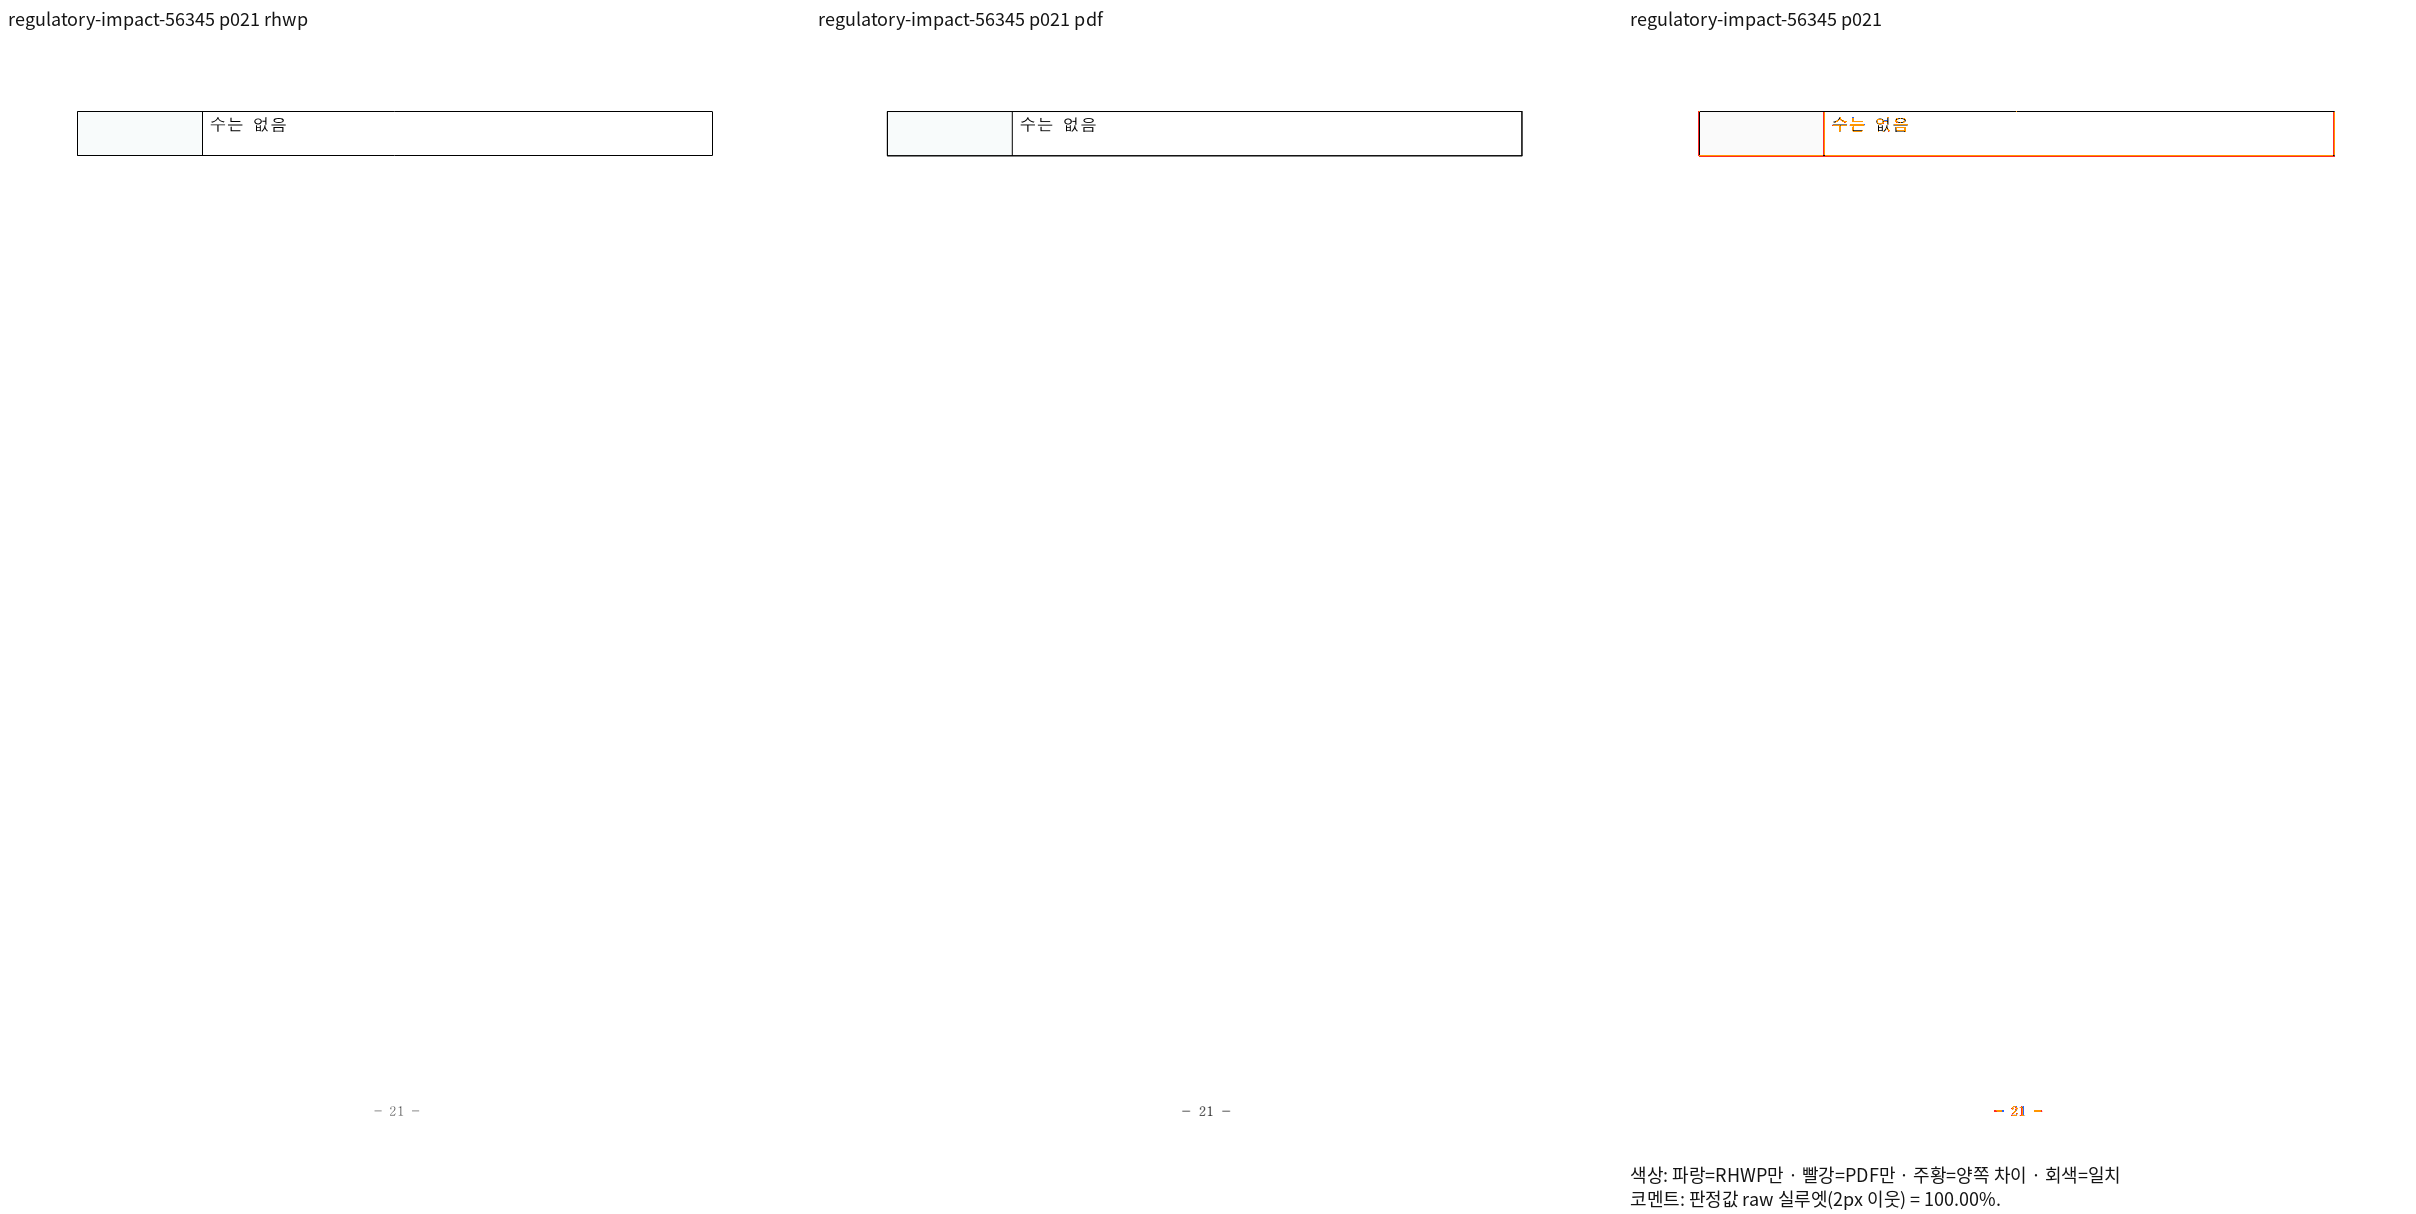 regulatory-impact-56345 p021 rhwp
regulatory-impact-56345 p021 pdf
regulatory-impact-56345 p021
수는 없음
수는 없음
수는 없음
- 21 -
- 21 -
- 21 -
색상: 파랑=RHWP만 · 빨강=PDF만 · 주황=양쪽 차이 · 회색=일치
코멘트: 판정값 raw 실루엣(2px 이웃) = 100.00%.